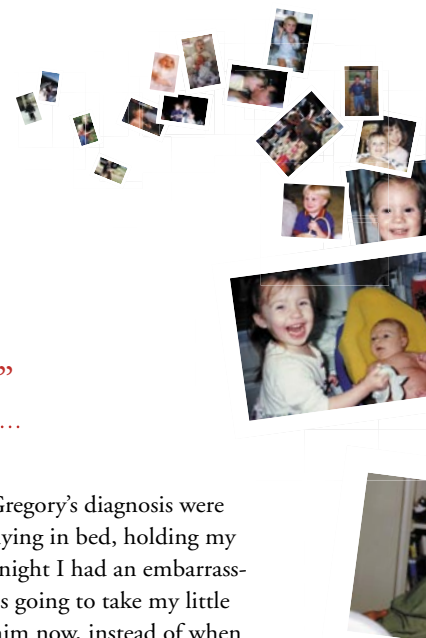 ”
...
Gregory’s diagnosis were
ying in bed, holding my
night I had an embarrass-
s going to take my little
him now, instead of when